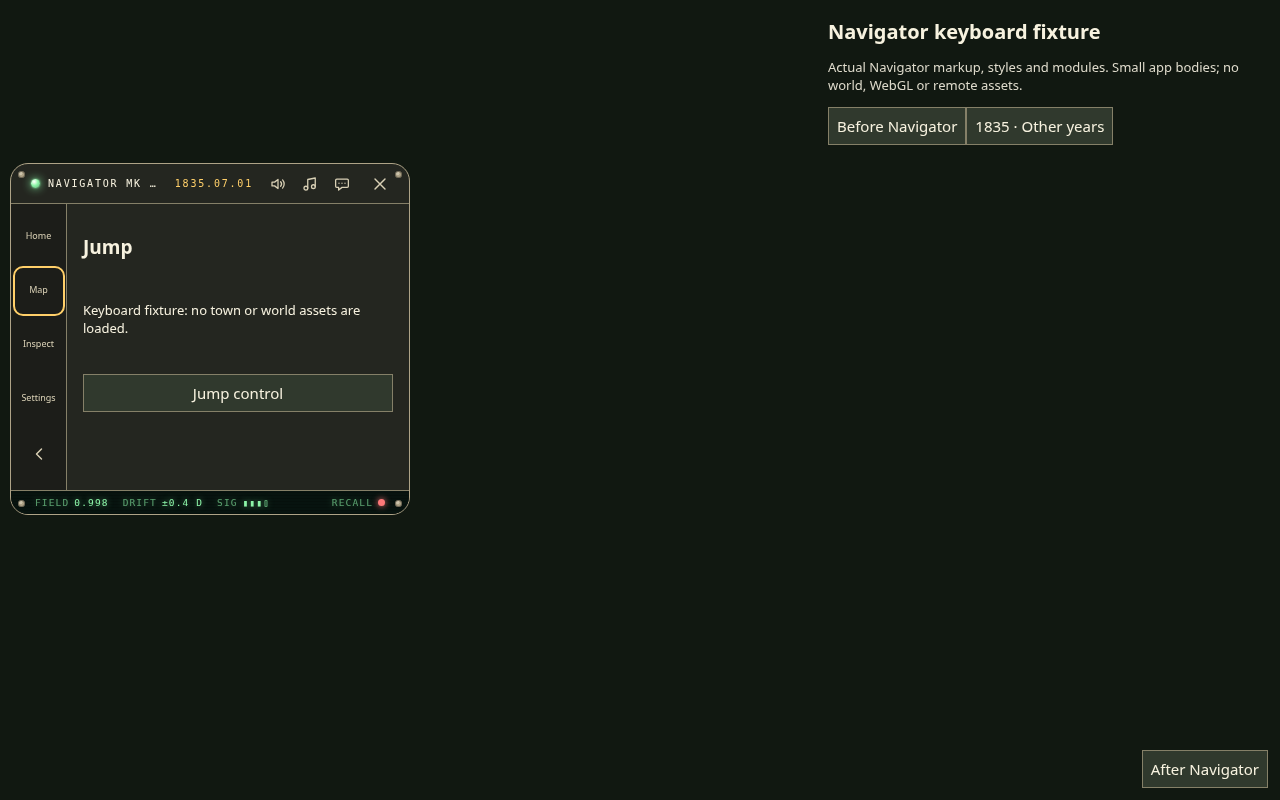 Navigator keyboard fixture
Actual Navigator markup, styles and modules. Small app bodies; no
world, WebGL or remote assets.
Before Navigator
1835 · Other years
NAVIGATOR MK …
1835.07.01
Home
Map
Inspect
Settings
Jump
Keyboard fixture: no town or world assets are
loaded.
Jump control
FIELD 0.998 DRIFT ±0.4 D SIG ▮▮▮▯ RECALL
After Navigator